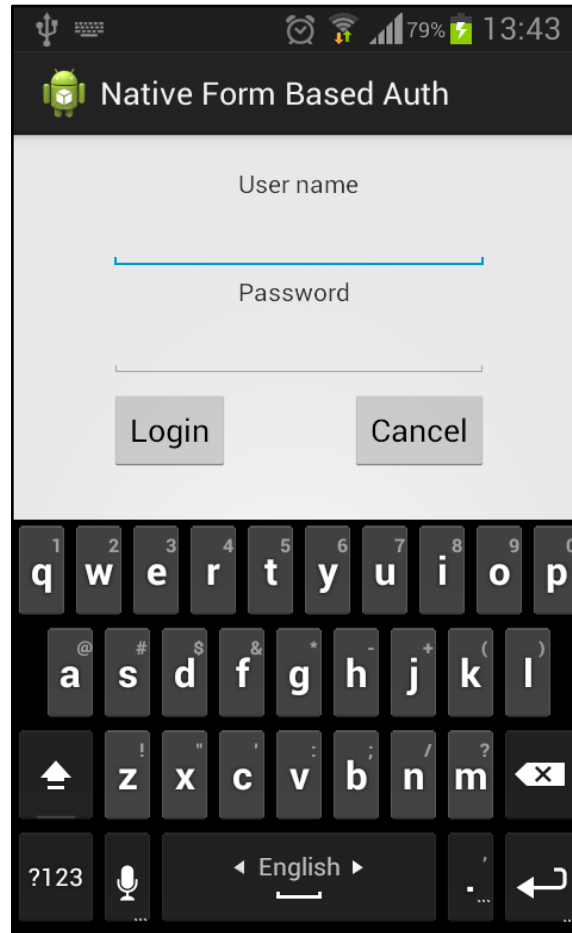 79% 13:43
Native Form Based Auth
User name
Password
Login Cancel
1 2 3 4 5 6 7 8 9 0
q w e r t y u i o p
@ # $ & * - + ( )
a s d f g h j k l
! " ' : ; / ?
z x c v b n m
?123 English . ,